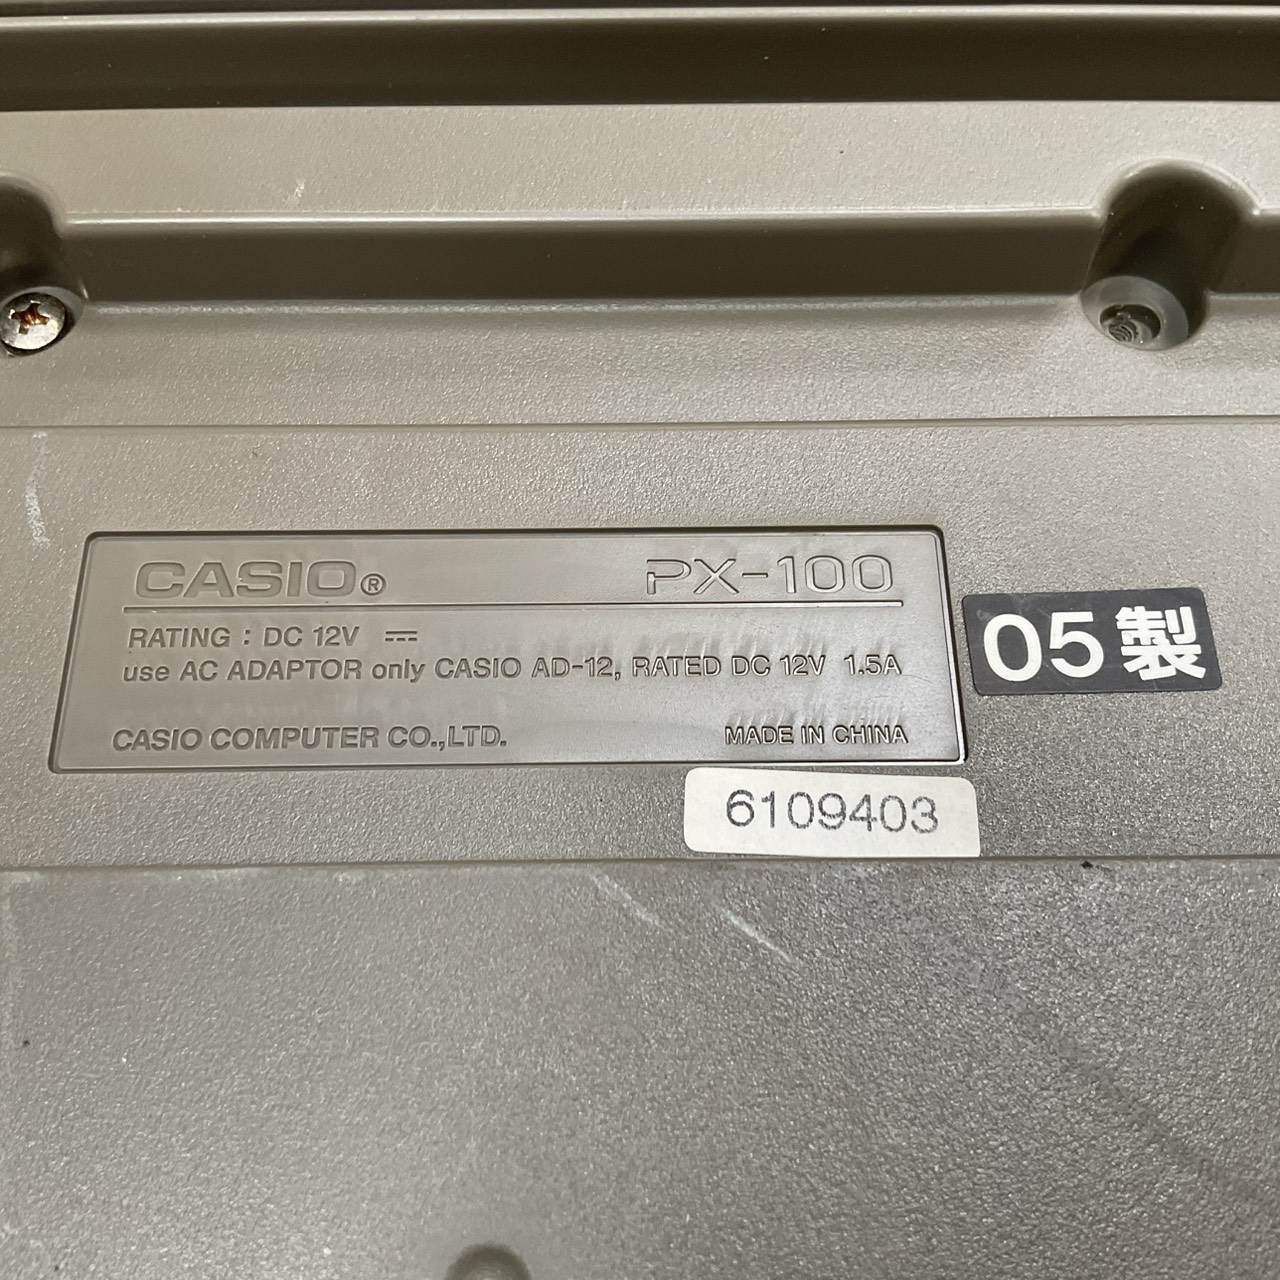 CASIO® PX-100
RATING : DC 12V ⎓
use AC ADAPTOR only CASIO AD-12, RATED DC 12V 1.5A
CASIO COMPUTER CO.,LTD. MADE IN CHINA
05製
6109403